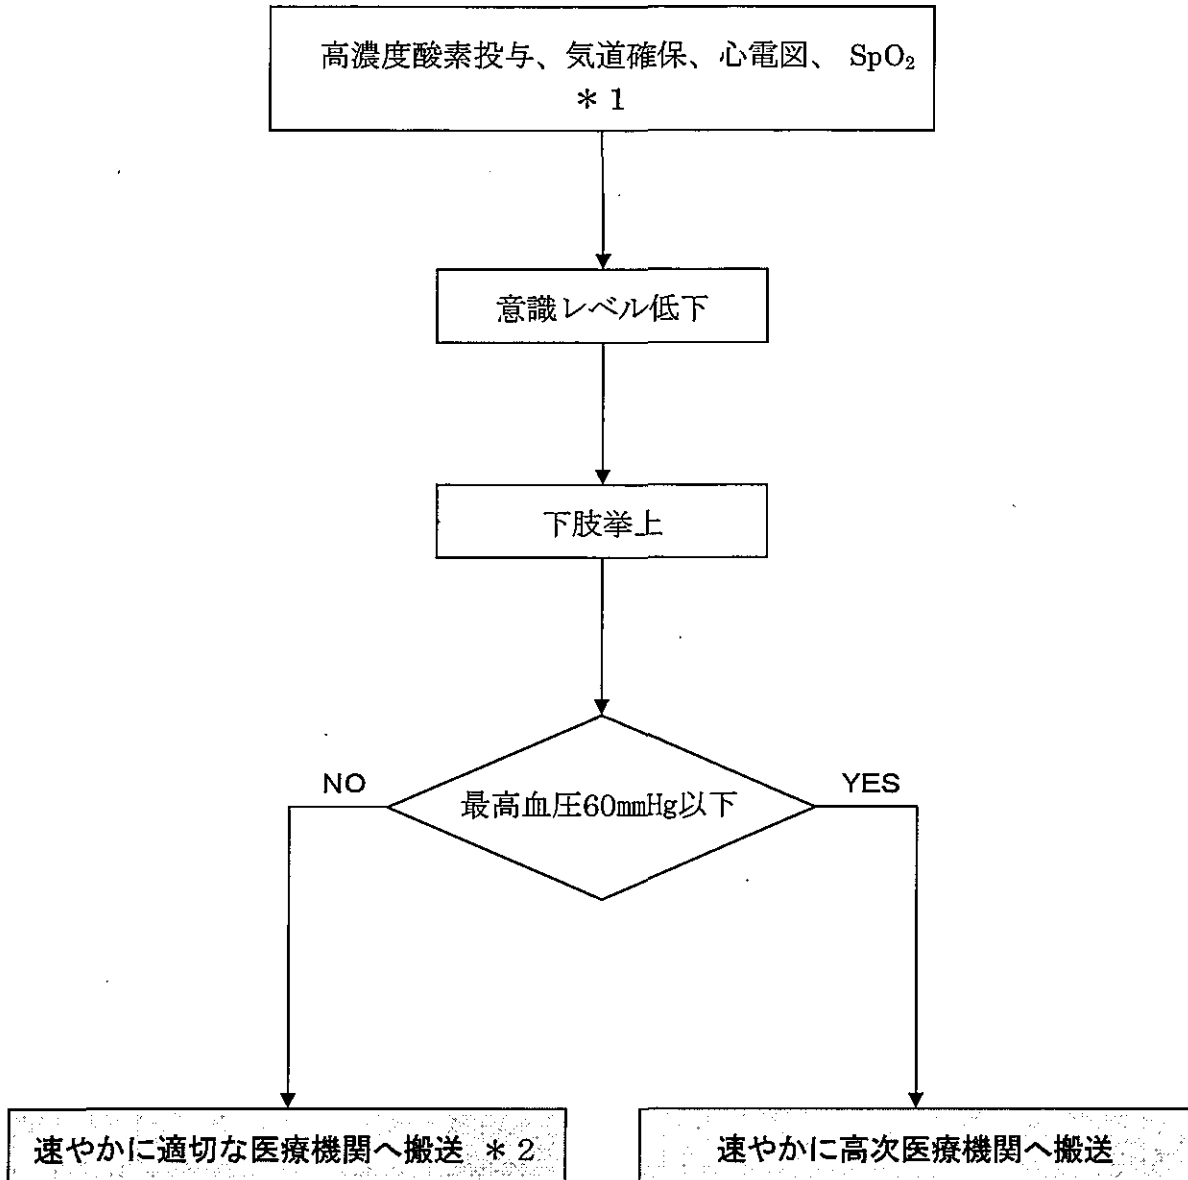 高濃度酸素投与、気道確保、心電図、 SpO₂
＊１
意識レベル低下
下肢挙上
NO
最高血圧60mmHg以下
YES
速やかに適切な医療機関へ搬送 ＊２
速やかに高次医療機関へ搬送